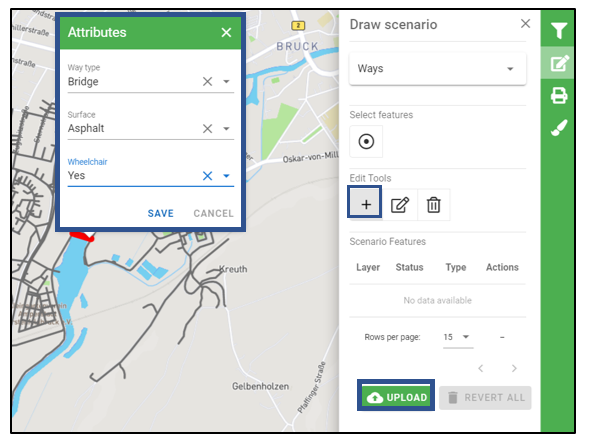 Attributes
Way type
Bridge
Surface
Asphalt
Wheelchair
Yes
SAVE CANCEL
2
BRUCK
Oskar-von-Mill
Kreuth
Gelbenholzen
Pfaffinger Straße
Draw scenario
Ways
Select features
Edit Tools
Scenario Features
Layer Status Type Actions
No data available
Rows per page: 15 –
UPLOAD REVERT ALL